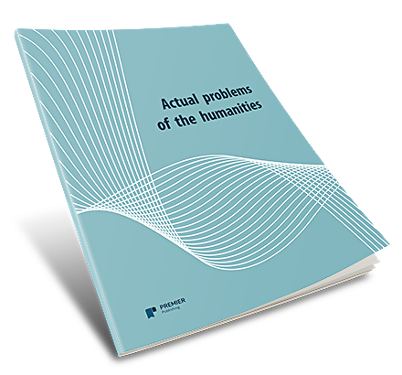 Actual problems
of the humanities
PREMIER
Publishing